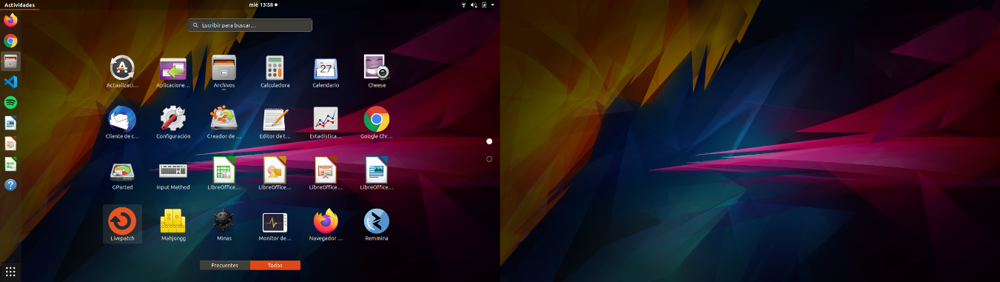 Actividades
mié 13:58
Escribir para buscar...
Actualizaci...
Aplicacione...
Archivos
Calculadora
Calendario
27
Cheese
Cliente de c...
Configuración
Creador de ...
Editor de t...
Estadística...
Google Chr...
GParted
Input Method
LibreOffice...
LibreOffice...
LibreOffice...
LibreOffice...
Livepatch
Mahjongg
Minas
Monitor de...
Navegador ...
Remmina
Frecuentes
Todas